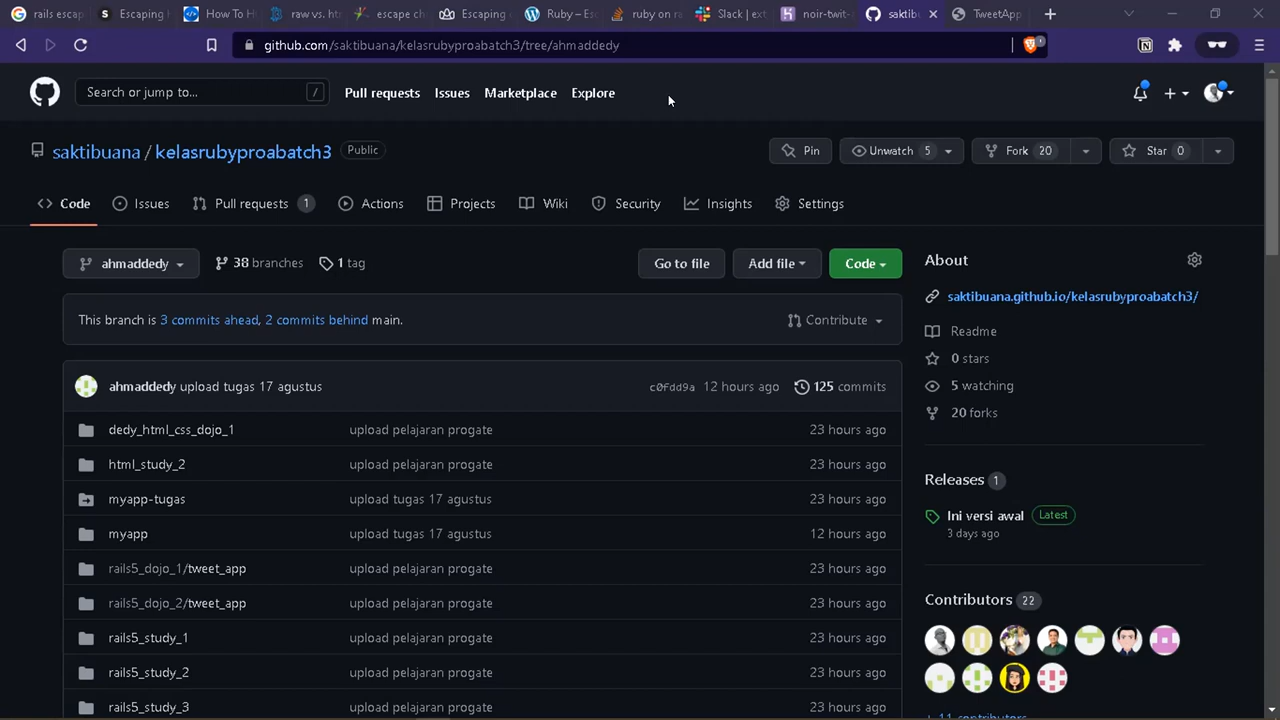 rails escap
Escaping
How To H
raw vs. ht
escape cha
Escaping c
Ruby – Esc
ruby on ra
Slack | ext
noir-twit-
saktib
TweetApp
github.com/saktibuana/kelasrubyproabatch3/tree/ahmaddedy
Search or jump to...
/
Pull requests
Issues
Marketplace
Explore
saktibuana / kelasrubyproabatch3
Public
Pin
Unwatch 5
Fork 20
Star 0
Code
Issues
Pull requests 1
Actions
Projects
Wiki
Security
Insights
Settings
ahmaddedy
38 branches
1 tag
Go to file
Add file
Code
This branch is 3 commits ahead, 2 commits behind main.
Contribute
ahmaddedy upload tugas 17 agustus
c0fdd9a 12 hours ago
125 commits
dedy_html_css_dojo_1 upload pelajaran progate 23 hours ago
html_study_2 upload pelajaran progate 23 hours ago
myapp-tugas upload tugas 17 agustus 23 hours ago
myapp upload tugas 17 agustus 12 hours ago
rails5_dojo_1/tweet_app upload pelajaran progate 23 hours ago
rails5_dojo_2/tweet_app upload pelajaran progate 23 hours ago
rails5_study_1 upload pelajaran progate 23 hours ago
rails5_study_2 upload pelajaran progate 23 hours ago
rails5_study_3 upload pelajaran progate 23 hours ago
About
saktibuana.github.io/kelasrubyproabatch3/
Readme
0 stars
5 watching
20 forks
Releases 1
Ini versi awal
Latest
3 days ago
Contributors 22
+ 11 contributors